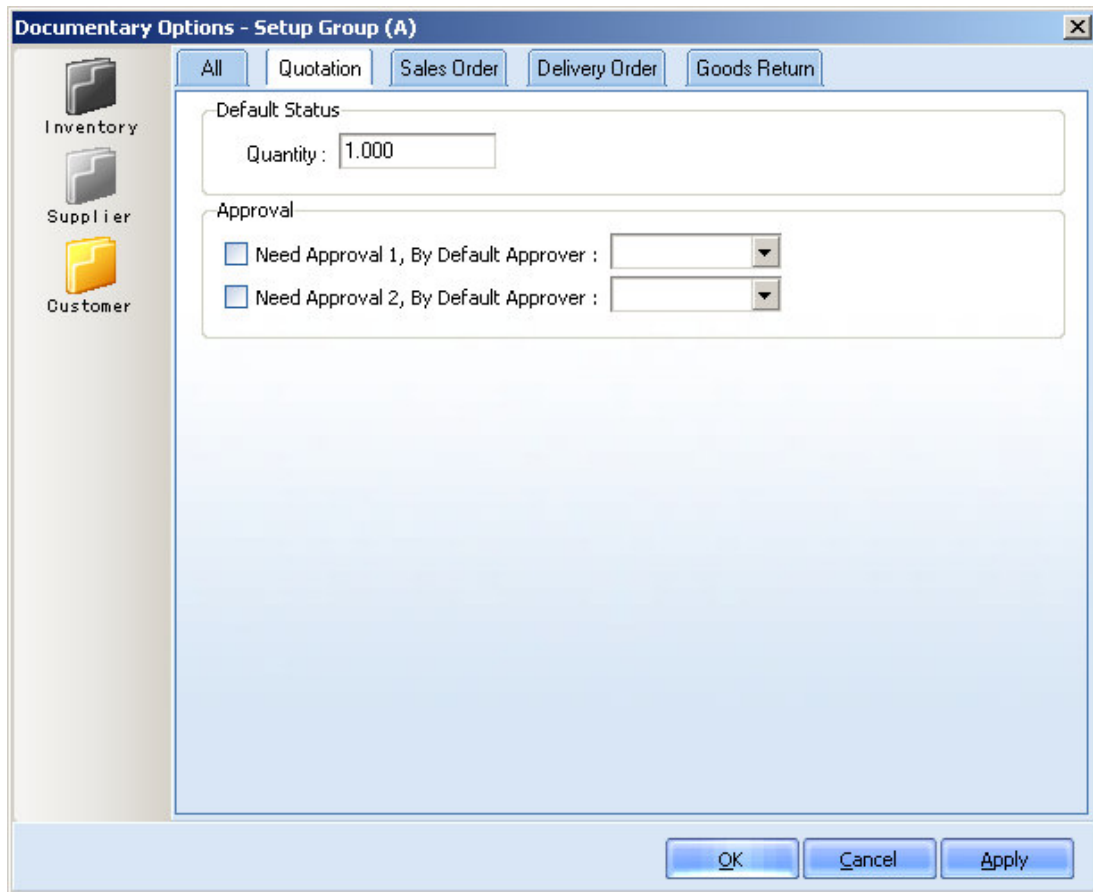 Documentary Options - Setup Group (A)
All Quotation Sales Order Delivery Order Goods Return
Inventory
Supplier
Customer
Default Status
Quantity : 1.000
Approval
Need Approval 1, By Default Approver :
Need Approval 2, By Default Approver :
OK Cancel Apply